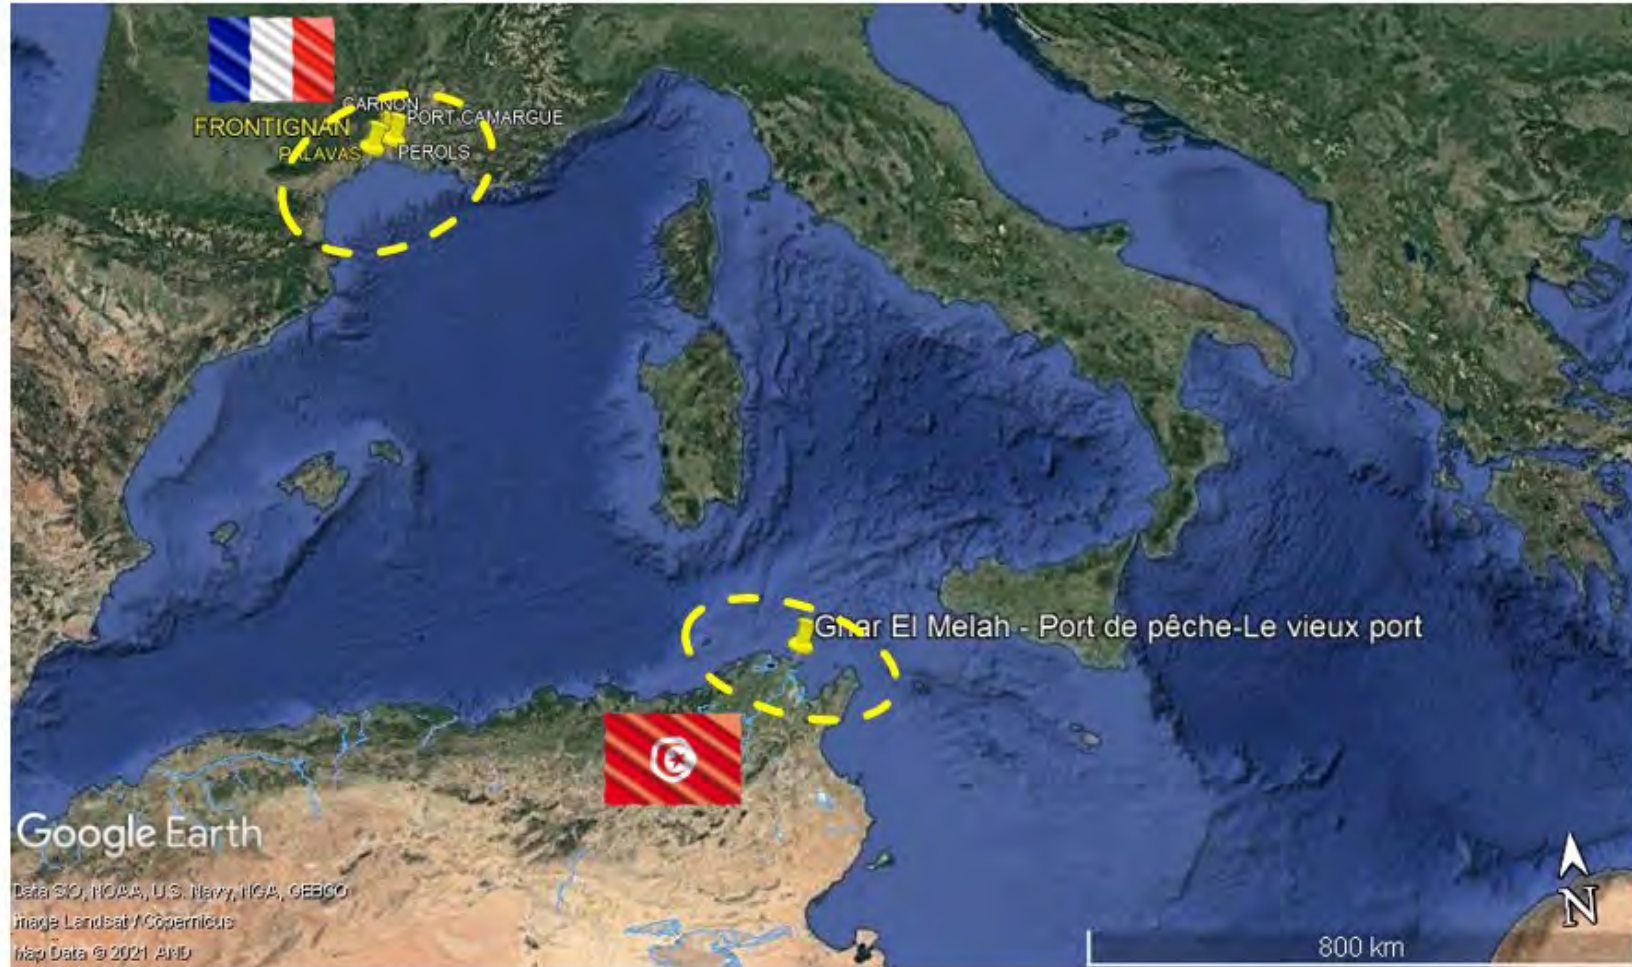 CARNON
PORT CAMARGUE
FRONTIGNAN
PALAVAS
PEROLS
Ghar El Melah - Port de pêche-Le vieux port
Google Earth
Data SIO, NOAA, U.S. Navy, NGA, GEBCO
Image Landsat / Copernicus
Map Data © 2021 AND
800 km
N